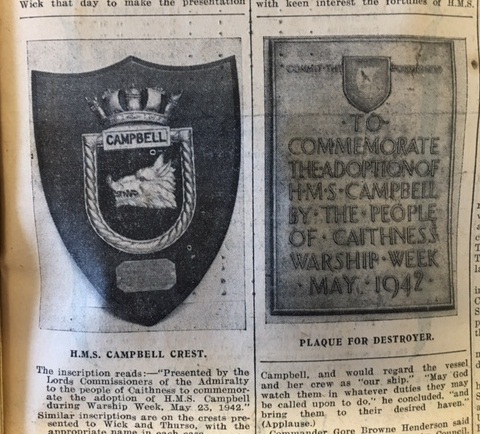 Wick that day to make the presentation
CAMPBELL
H.M.S. CAMPBELL CREST.
The inscription reads:—"Presented by the
Lords Commissioners of the Admiralty
to the people of Caithness to commemor-
ate the adoption of H.M.S. Campbell
during Warship Week, May 23, 1942."
Similar inscriptions are on the crests pre-
sented to Wick and Thurso, with the
appropriate name in each case.
with keen interest the fortunes of H.M.S.
COMMIT THY
·TO·
COMMEMORATE
THE ADOPTION OF
H·M·S·CAMPBELL
BY·THE·PEOPLE
OF·CAITHNESS
WARSHIP·WEEK
MAY·1942·
PLAQUE FOR DESTROYER.
Campbell, and would regard the vessel
and her crew as "our ship." "May God
watch them in whatever duties they may
be called upon to do," he concluded, "and
bring them to their desired haven."
(Applause.)
Commander Gore Browne Henderson said
Council,